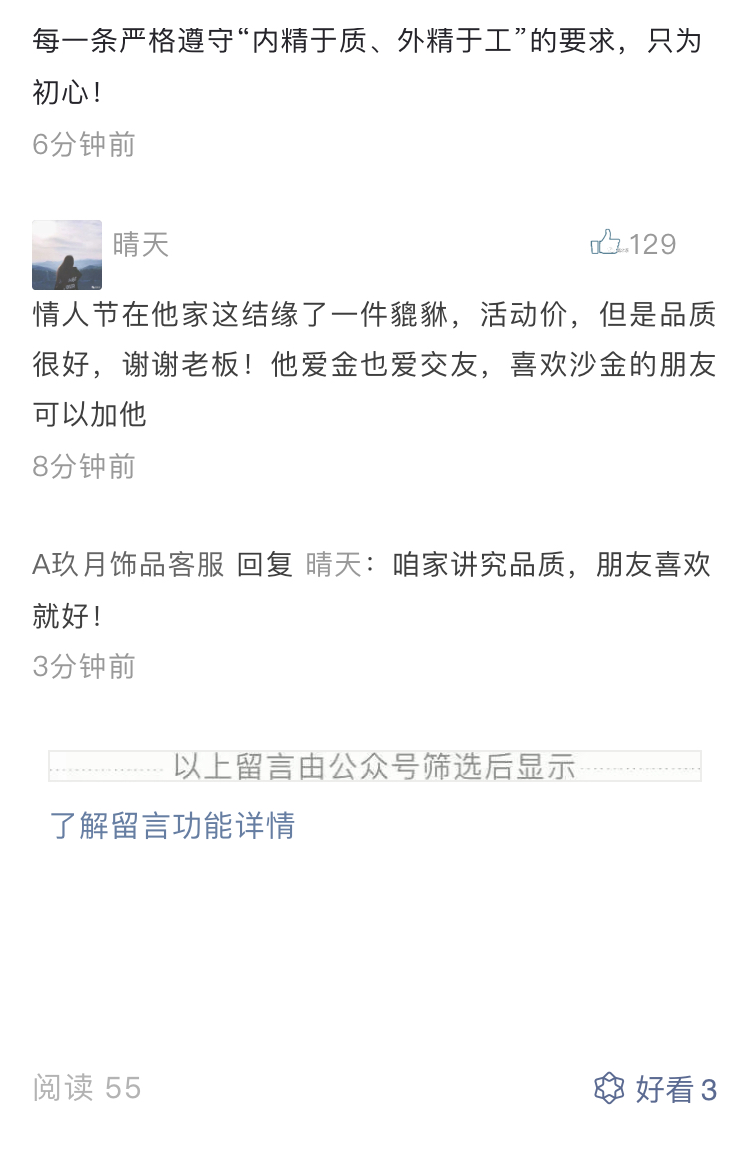 每一条严格遵守“内精于质、外精于工”的要求，只为
初心！
6分钟前
晴天
129
情人节在他家这结缘了一件貔貅，活动价，但是品质
很好，谢谢老板！他爱金也爱交友，喜欢沙金的朋友
可以加他
8分钟前
A玖月饰品客服 回复 晴天：咱家讲究品质，朋友喜欢
就好！
3分钟前
以上留言由公众号筛选后显示
了解留言功能详情
阅读 55
好看 3